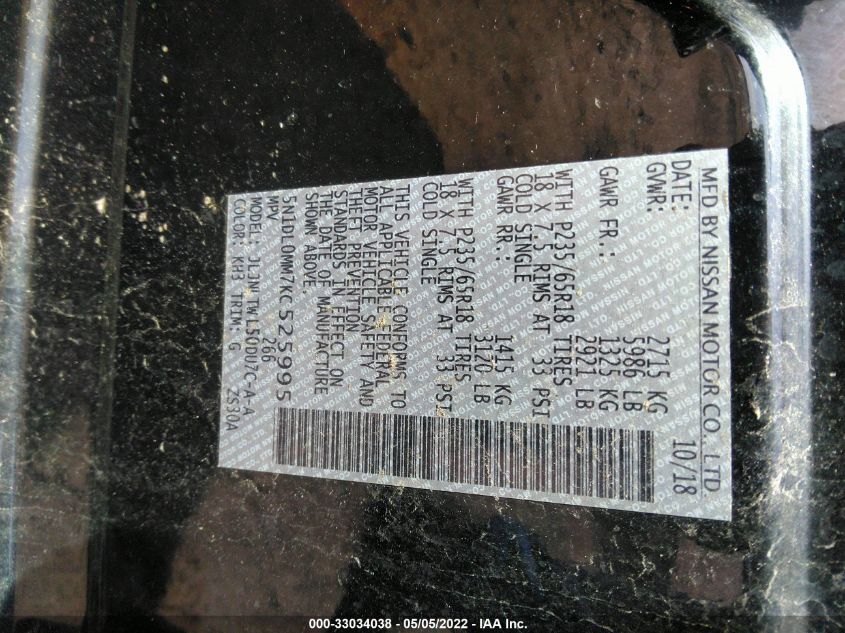 MFD BY NISSAN MOTOR CO., LTD.
DATE: 10/18
GVWR: 2715 KG
5986 LB
GAWR FR.: 1325 KG
2921 LB
WITH P235/65R18 TIRES
18 X 7.5 RIMS AT 33 PSI
COLD SINGLE
GAWR RR.: 1415 KG
3120 LB
WITH P235/65R18 TIRES
18 X 7.5 RIMS AT 33 PSI
COLD SINGLE
THIS VEHICLE CONFORMS TO
ALL APPLICABLE FEDERAL
MOTOR VEHICLE SAFETY AND
THEFT PREVENTION
STANDARDS IN EFFECT ON
THE DATE OF MANUFACTURE
SHOWN ABOVE.
5N1DL0MM7KC525995
MPV 266
MODEL: JLJNLTWL50DU7C-A-A
COLOR: KH3 TRIM: G 2S30A
000-33034038 - 05/05/2022 - IAA Inc.